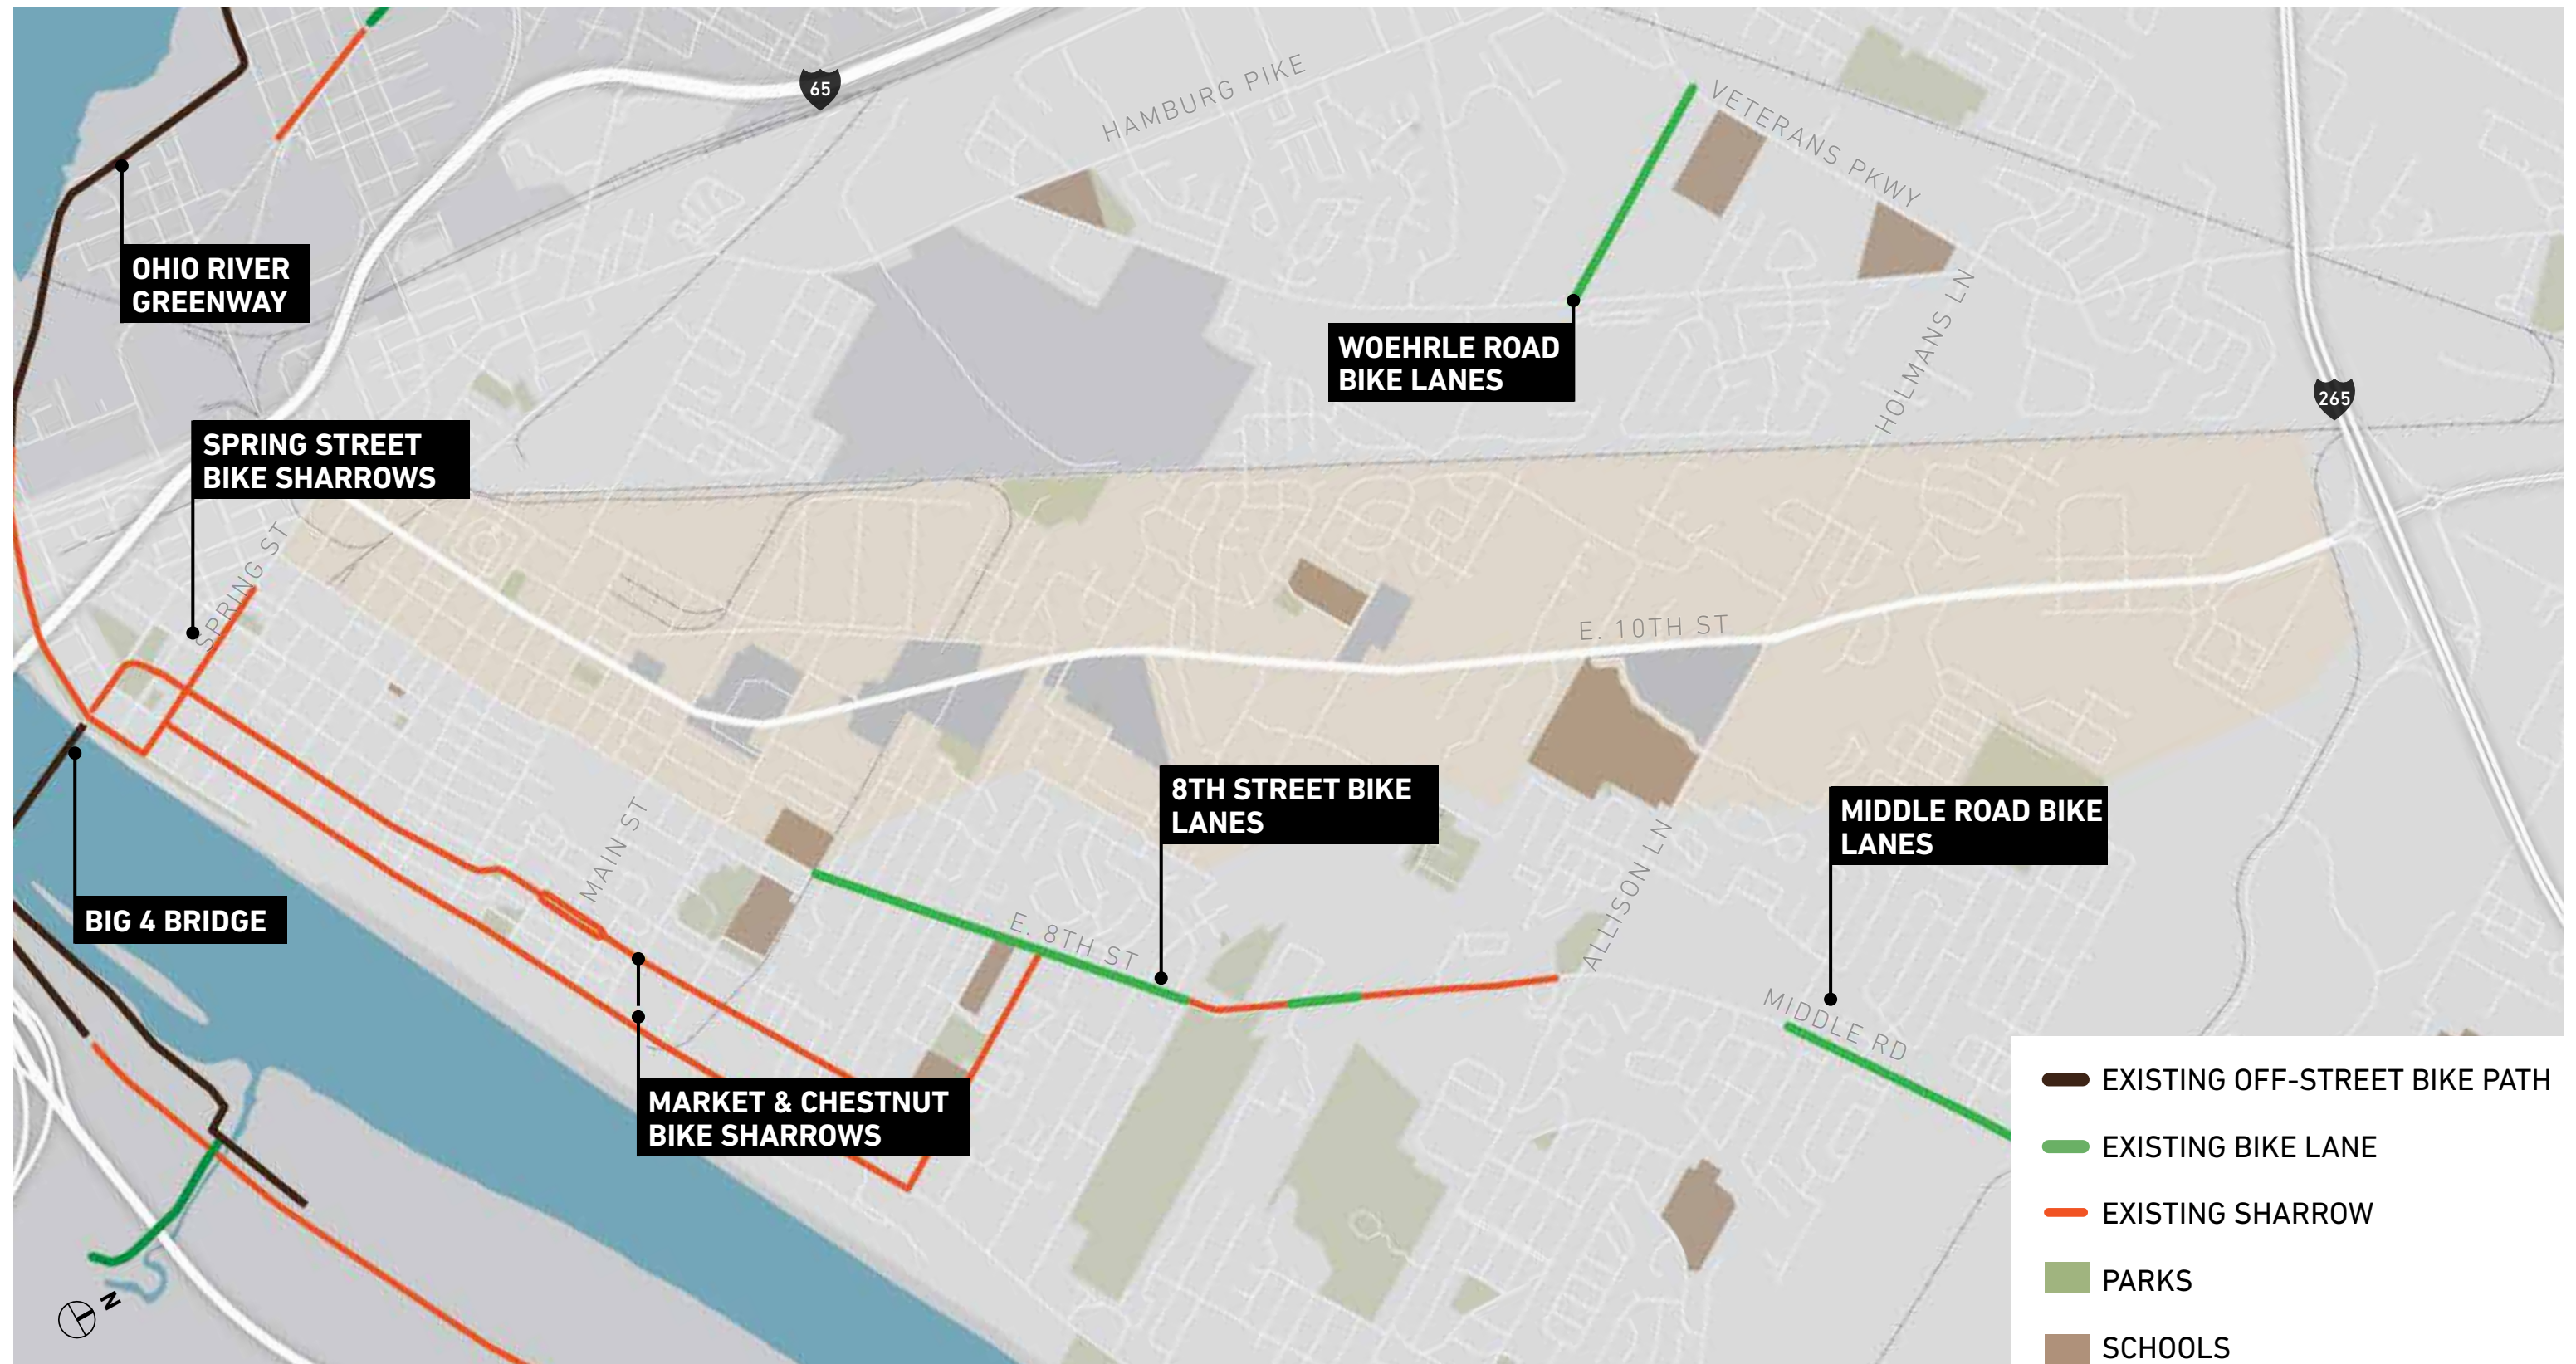 65
HAMBURG PIKE
VETERANS PKWY
OHIO RIVER
GREENWAY
WOEHRLE ROAD
BIKE LANES
HOLMANS LN
265
SPRING STREET
BIKE SHARROWS
SPRING ST
E. 10TH ST
8TH STREET BIKE
LANES
MIDDLE ROAD BIKE
LANES
MAIN ST
ALLISON LN
BIG 4 BRIDGE
E. 8TH ST
MIDDLE RD
MARKET & CHESTNUT
BIKE SHARROWS
N
EXISTING OFF-STREET BIKE PATH
EXISTING BIKE LANE
EXISTING SHARROW
PARKS
SCHOOLS